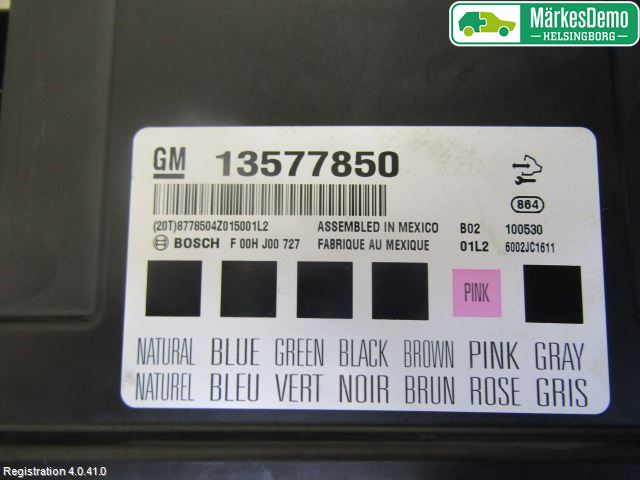 MärkesDemo
HELSINGBORG
GM 13577850
864
(20T)8778504Z015001L2 ASSEMBLED IN MEXICO B02 100530
BOSCH F 00H J00 727 FABRIQUE AU MEXIQUE 01L2 6002JC1611
PINK
NATURAL BLUE GREEN BLACK BROWN PINK GRAY
NATUREL BLEU VERT NOIR BRUN ROSE GRIS
Registration 4.0.41.0